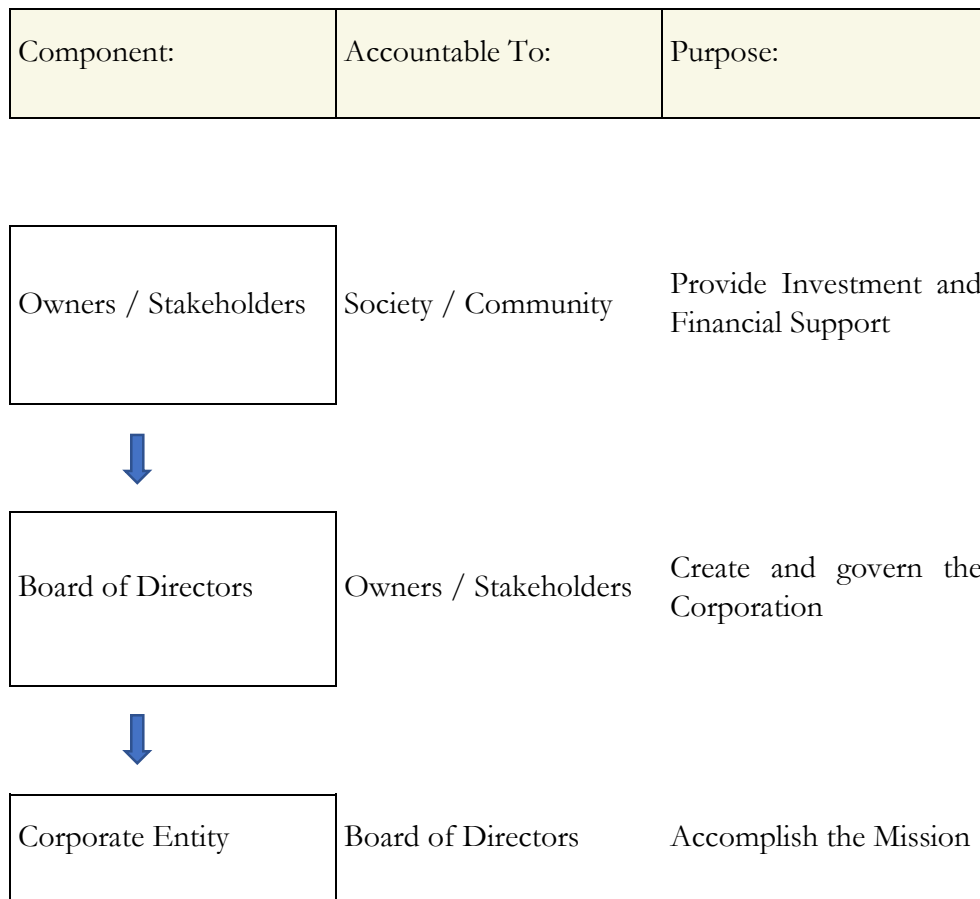 Component: Accountable To: Purpose:
Owners / Stakeholders Society / Community Provide Investment and
Financial Support
Board of Directors Owners / Stakeholders Create and govern the
Corporation
Corporate Entity Board of Directors Accomplish the Mission